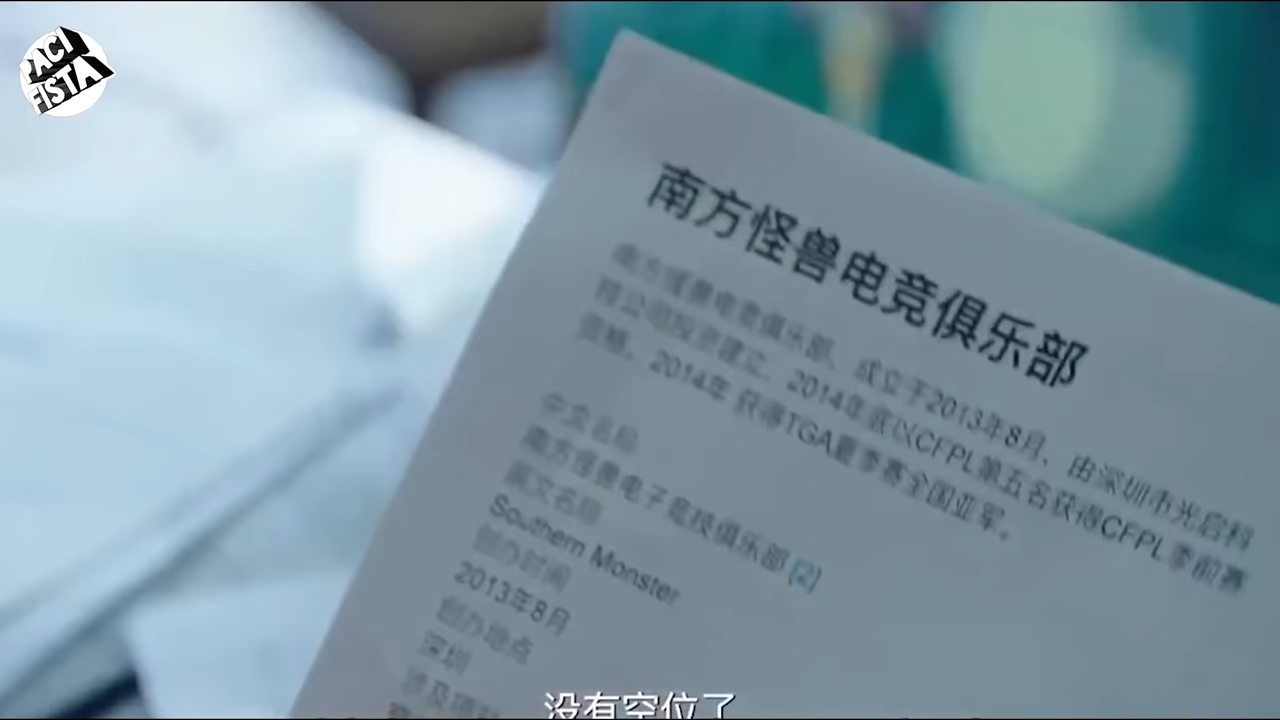 PACI
FISTA
南方怪兽电竞俱乐部
南方怪兽电竞俱乐部，成立于2013年8月，由深圳市光启科
技公司投资建立，2014年底以CFPL第五名获得CFPL季前赛
资格。2014年 获得TGA夏季赛全国亚军。
中文名称
南方怪兽电子竞技俱乐部 [2]
英文名称
Southern Monster
创办时间
2013年8月
创办地点
深圳
没有空位了